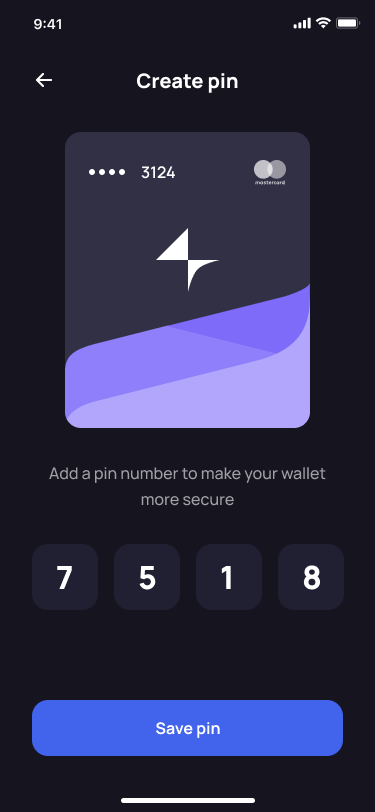 9:41
Create pin
•••• 3124
mastercard
Add a pin number to make your wallet
more secure
7 5 1 8
Save pin